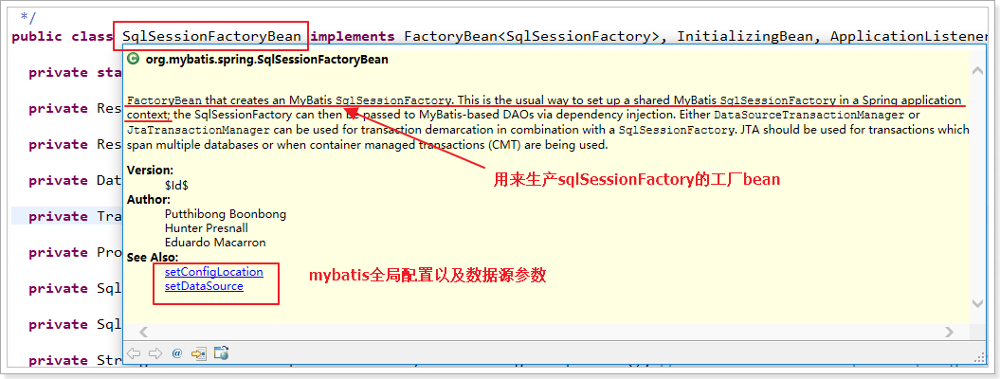 */
public class SqlSessionFactoryBean implements FactoryBean<SqlSessionFactory>, InitializingBean, ApplicationListener
org.mybatis.spring.SqlSessionFactoryBean
private sta
FactoryBean that creates an MyBatis SqlSessionFactory. This is the usual way to set up a shared MyBatis SqlSessionFactory in a Spring application
private Res
context; the SqlSessionFactory can then be passed to MyBatis-based DAOs via dependency injection. Either DataSourceTransactionManager or
JtaTransactionManager can be used for transaction demarcation in combination with a SqlSessionFactory. JTA should be used for transactions which
private Res
span multiple databases or when container managed transactions (CMT) are being used.
Version:
private Dat
$Id$
用来生产sqlSessionFactory的工厂bean
Author:
private Tra
Putthibong Boonbong
Hunter Presnall
Eduardo Macarron
private Pro
See Also:
setConfigLocation
mybatis全局配置以及数据源参数
private Sql
setDataSource
private Sql
private Str